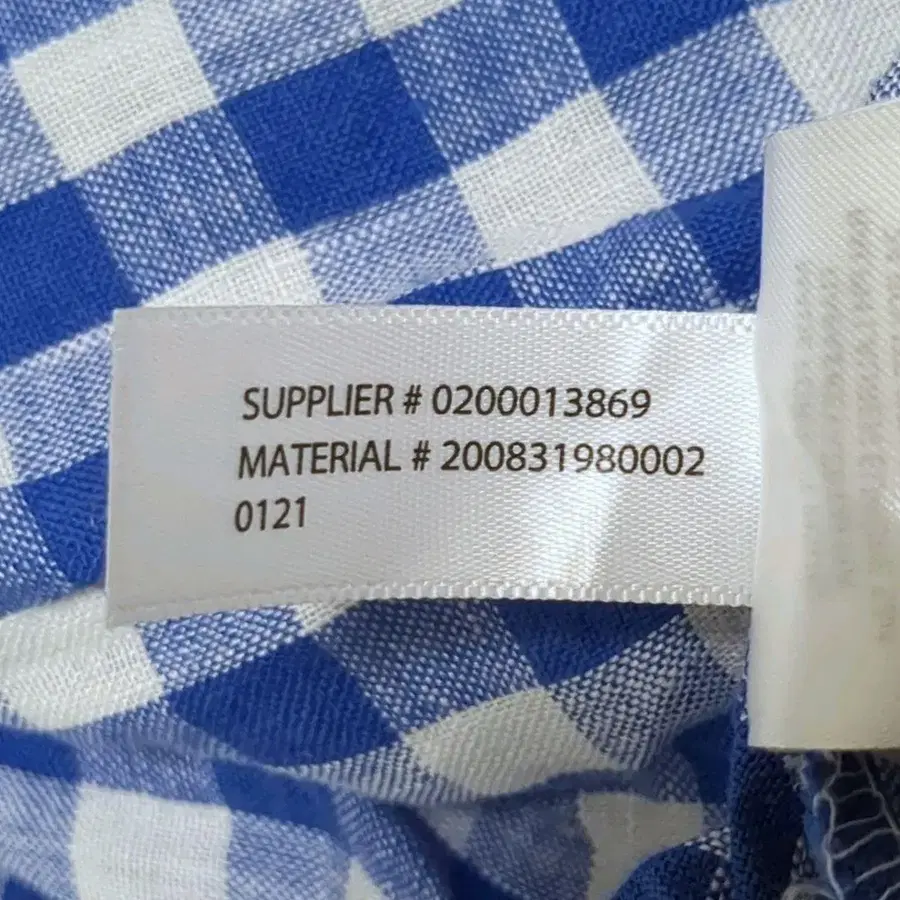 SUPPLIER # 0200013869
MATERIAL # 200831980002
0121